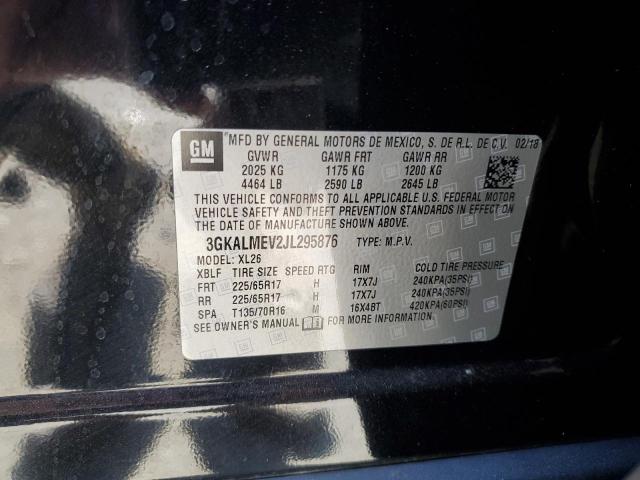 GM
MFD BY GENERAL MOTORS DE MEXICO, S. DE R.L. DE C.V. 02/18
GVWR GAWR FRT GAWR RR
2025 KG 1175 KG 1200 KG
4464 LB 2590 LB 2645 LB
THIS VEHICLE CONFORMS TO ALL APPLICABLE U.S. FEDERAL MOTOR
VEHICLE SAFETY AND THEFT PREVENTION STANDARDS IN EFFECT ON
THE DATE OF MANUFACTURE SHOWN ABOVE.
3GKALMEV2JL295876 TYPE: M.P.V.
MODEL: XL26
XBLF TIRE SIZE SPEED RTG RIM COLD TIRE PRESSURE
FRT 225/65R17 H 17X7J 240KPA(35PSI)
RR 225/65R17 H 17X7J 240KPA(35PSI)
SPA T135/70R16 M 16X4BT 420KPA(60PSI)
SEE OWNER'S MANUAL FOR MORE INFORMATION.